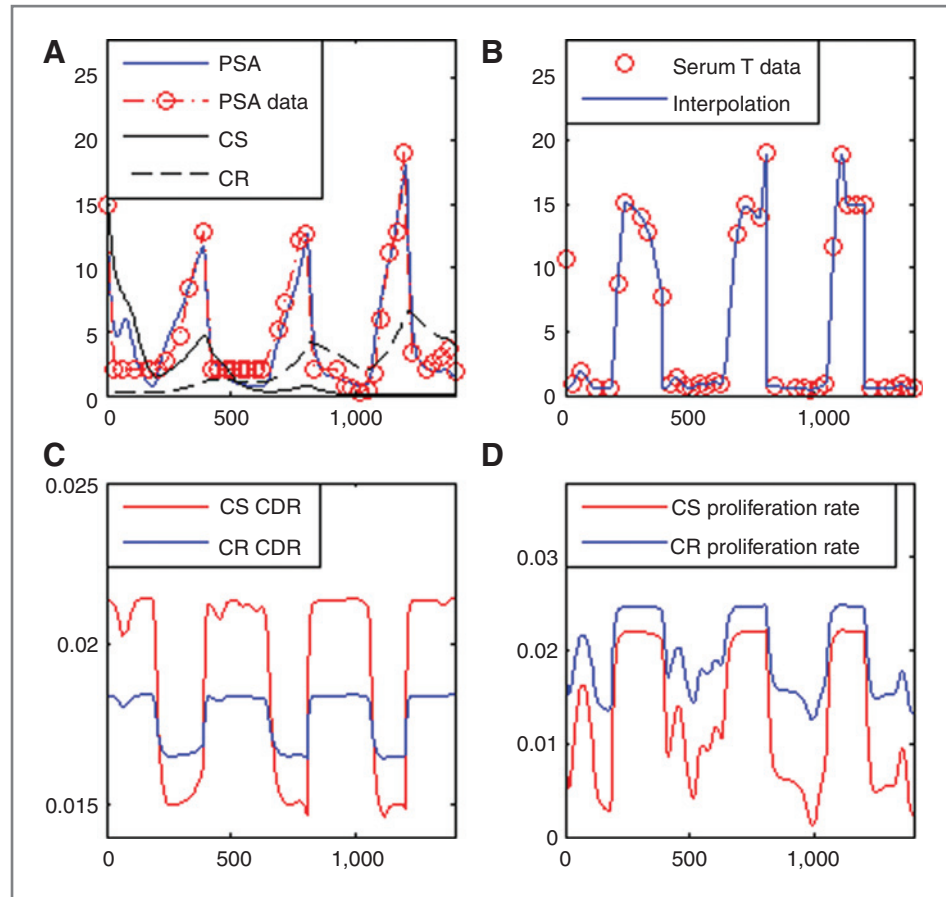 A
25
20
15
10
5
0
PSA
PSA data
CS
CR
0 500 1,000
B
25
20
15
10
5
0
Serum T data
Interpolation
0 500 1,000
C
0.025
0.02
0.015
CS CDR
CR CDR
0 500 1,000
D
0.03
0.02
0.01
0
CS proliferation rate
CR proliferation rate
0 500 1,000